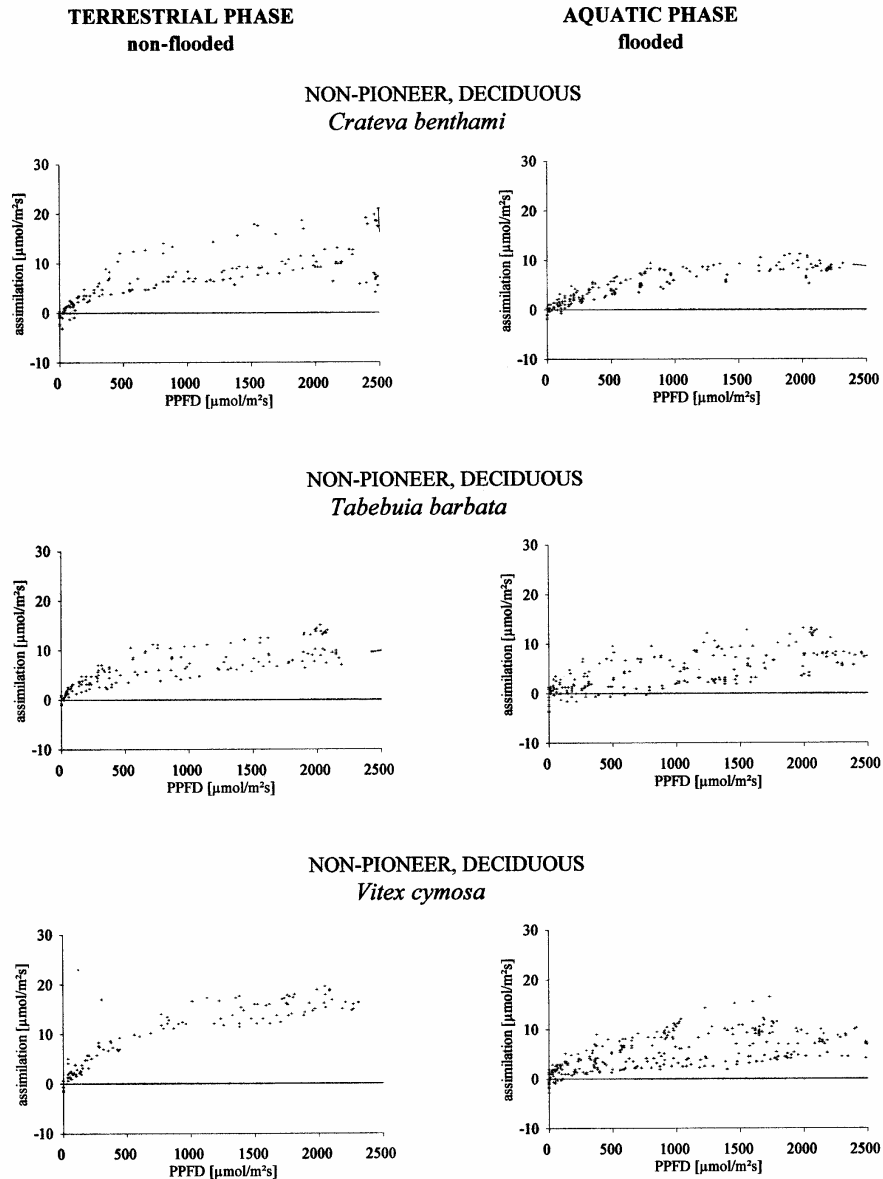 TERRESTRIAL PHASE
non-flooded
AQUATIC PHASE
flooded
NON-PIONEER, DECIDUOUS
Crateva benthami
assimilation [µmol/m²s]
30
20
10
0
-10
0 500 1000 1500 2000 2500
PPFD [µmol/m²s]
assimilation [µmol/m²s]
30
20
10
0
-10
0 500 1000 1500 2000 2500
PPFD [µmol/m²s]
NON-PIONEER, DECIDUOUS
Tabebuia barbata
assimilation [µmol/m²s]
30
20
10
0
-10
0 500 1000 1500 2000 2500
PPFD [µmol/m²s]
assimilation [µmol/m²s]
30
20
10
0
-10
0 500 1000 1500 2000 2500
PPFD [µmol/m²s]
NON-PIONEER, DECIDUOUS
Vitex cymosa
assimilation [µmol/m²s]
30
20
10
0
-10
0 500 1000 1500 2000 2500
PPFD [µmol/m²s]
assimilation [µmol/m²s]
30
20
10
0
-10
0 500 1000 1500 2000 2500
PPFD [µmol/m²s]